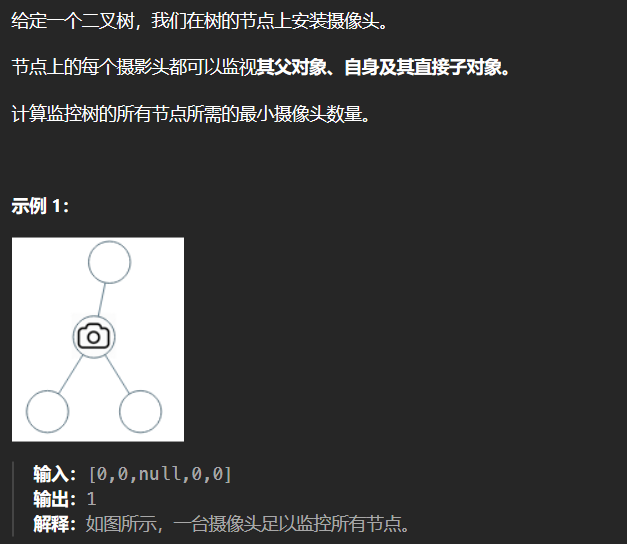 给定一个二叉树，我们在树的节点上安装摄像头。
节点上的每个摄影头都可以监视其父对象、自身及其直接子对象。
计算监控树的所有节点所需的最小摄像头数量。
示例 1：
输入：[0,0,null,0,0]
输出：1
解释：如图所示，一台摄像头足以监控所有节点。